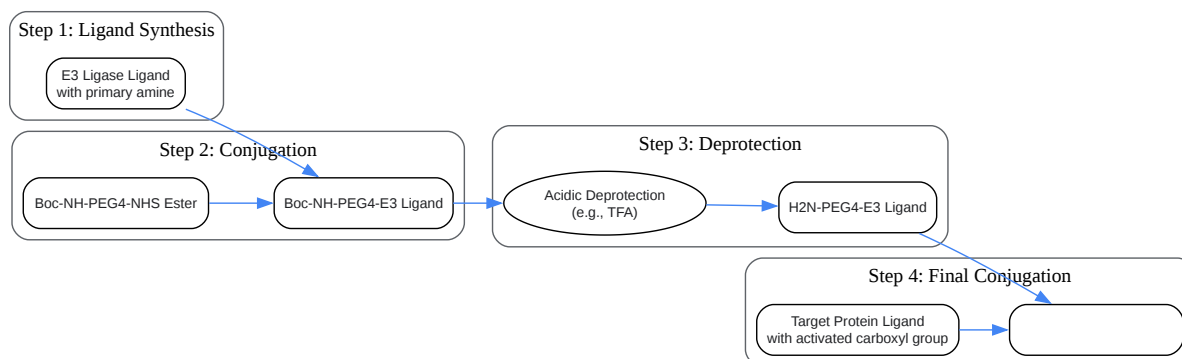 Step 1: Ligand Synthesis
E3 Ligase Ligand
with primary amine
Step 2: Conjugation
Boc-NH-PEG4-NHS Ester
Boc-NH-PEG4-E3 Ligand
Step 3: Deprotection
Acidic Deprotection
(e.g., TFA)
H2N-PEG4-E3 Ligand
Step 4: Final Conjugation
Target Protein Ligand
with activated carboxyl group